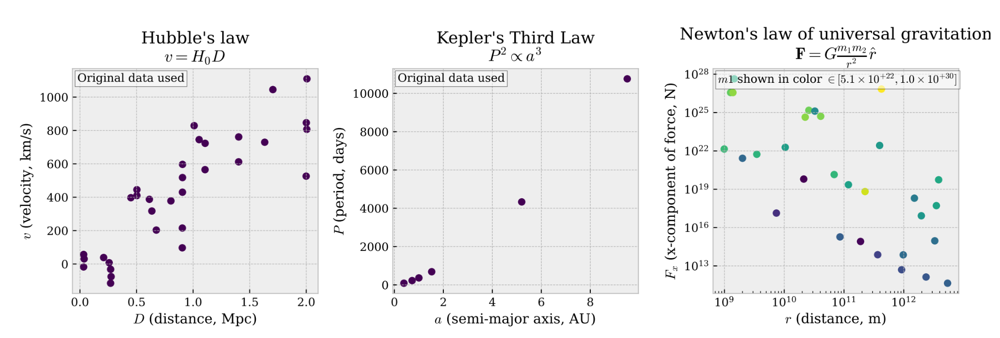 Hubble's law
v = H₀D
Original data used
1000
800
600
400
200
0
v (velocity, km/s)
0.0 0.5 1.0 1.5 2.0
D (distance, Mpc)
Kepler's Third Law
P² ∝ a³
Original data used
10000
8000
6000
4000
2000
0
P (period, days)
0 2 4 6 8
a (semi-major axis, AU)
Newton's law of universal gravitation
𝐅 = G m₁m₂/r² r̂
m1 shown in color ∈ [5.1 × 10⁺²², 1.0 × 10⁺³⁰]
10²⁸
10²⁵
10²²
10¹⁹
10¹⁶
10¹³
Fₓ (x-component of force, N)
10⁹ 10¹⁰ 10¹¹ 10¹²
r (distance, m)